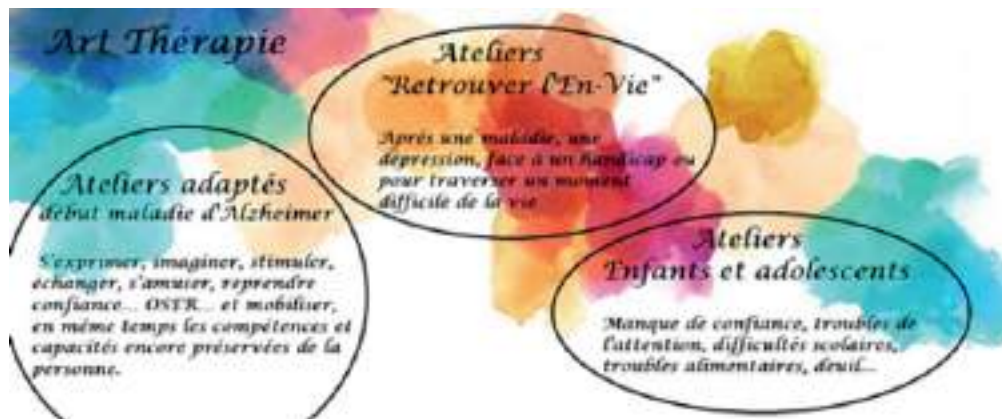 Art Thérapie
Ateliers
"Retrouver l'En-Vie"
Après une maladie, une
dépression, face à un handicap ou
pour traverser un moment
difficile de la vie
Ateliers adaptés
début maladie d'Alzheimer
S'exprimer, imaginer, stimuler,
échanger, s'amuser, reprendre
confiance... OSER... et mobiliser,
en même temps les compétences et
capacités encore préservées de la
personne.
Ateliers
Enfants et adolescents
Manque de confiance, troubles de
l'attention, difficultés scolaires,
troubles alimentaires, deuil...